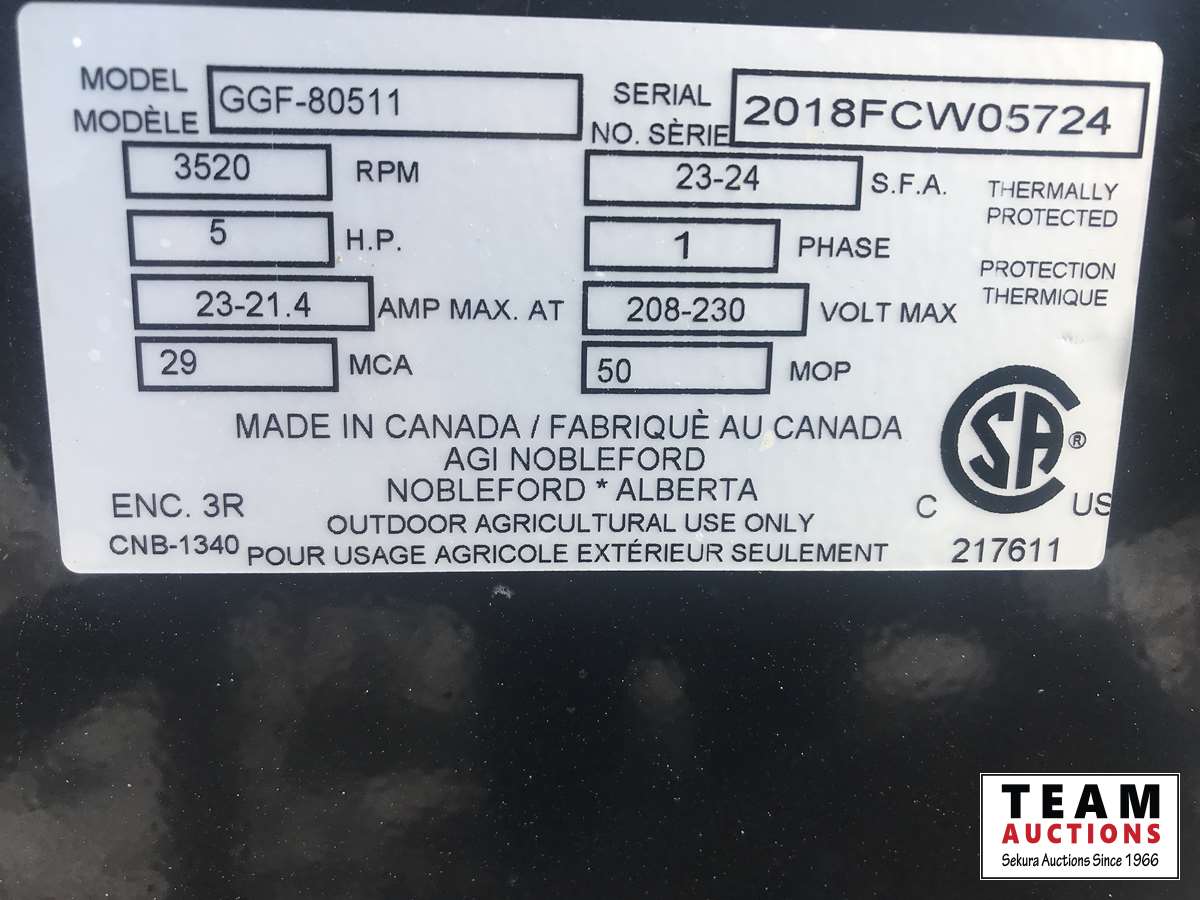 MODEL
MODÈLE
GGF-80511
SERIAL
NO. SÈRIE
2018FCW05724
3520 RPM
23-24 S.F.A.
THERMALLY
PROTECTED
5 H.P.
1 PHASE
PROTECTION
THERMIQUE
23-21.4 AMP MAX. AT 208-230 VOLT MAX
29 MCA
50 MOP
MADE IN CANADA / FABRIQUÈ AU CANADA
AGI NOBLEFORD
NOBLEFORD * ALBERTA
ENC. 3R
OUTDOOR AGRICULTURAL USE ONLY
CNB-1340
POUR USAGE AGRICOLE EXTÉRIEUR SEULEMENT
CSA ®
C US
217611
TEAM
AUCTIONS
Sekura Auctions Since 1966